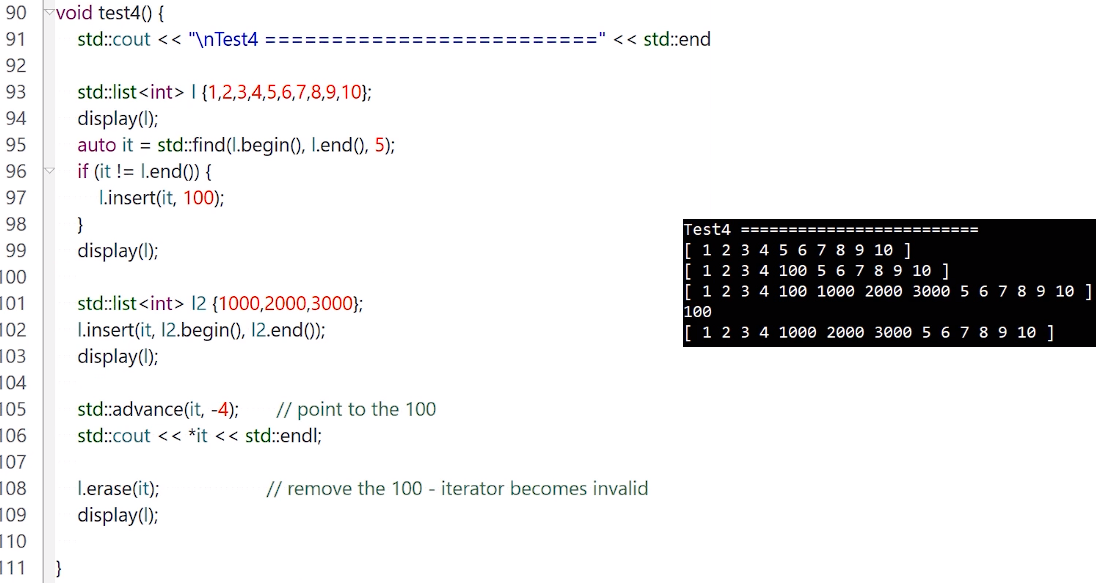 90 void test4() {
91 std::cout << "\nTest4 =========================" << std::end
92
93 std::list<int> l {1,2,3,4,5,6,7,8,9,10};
94 display(l);
95 auto it = std::find(l.begin(), l.end(), 5);
96 if (it != l.end()) {
97 l.insert(it, 100);
98 }
99 display(l);
100
101 std::list<int> l2 {1000,2000,3000};
102 l.insert(it, l2.begin(), l2.end());
103 display(l);
104
105 std::advance(it, -4); // point to the 100
106 std::cout << *it << std::endl;
107
108 l.erase(it); // remove the 100 - iterator becomes invalid
109 display(l);
110
111 }
Test4 =========================
[ 1 2 3 4 5 6 7 8 9 10 ]
[ 1 2 3 4 100 5 6 7 8 9 10 ]
[ 1 2 3 4 100 1000 2000 3000 5 6 7 8 9 10 ]
100
[ 1 2 3 4 1000 2000 3000 5 6 7 8 9 10 ]